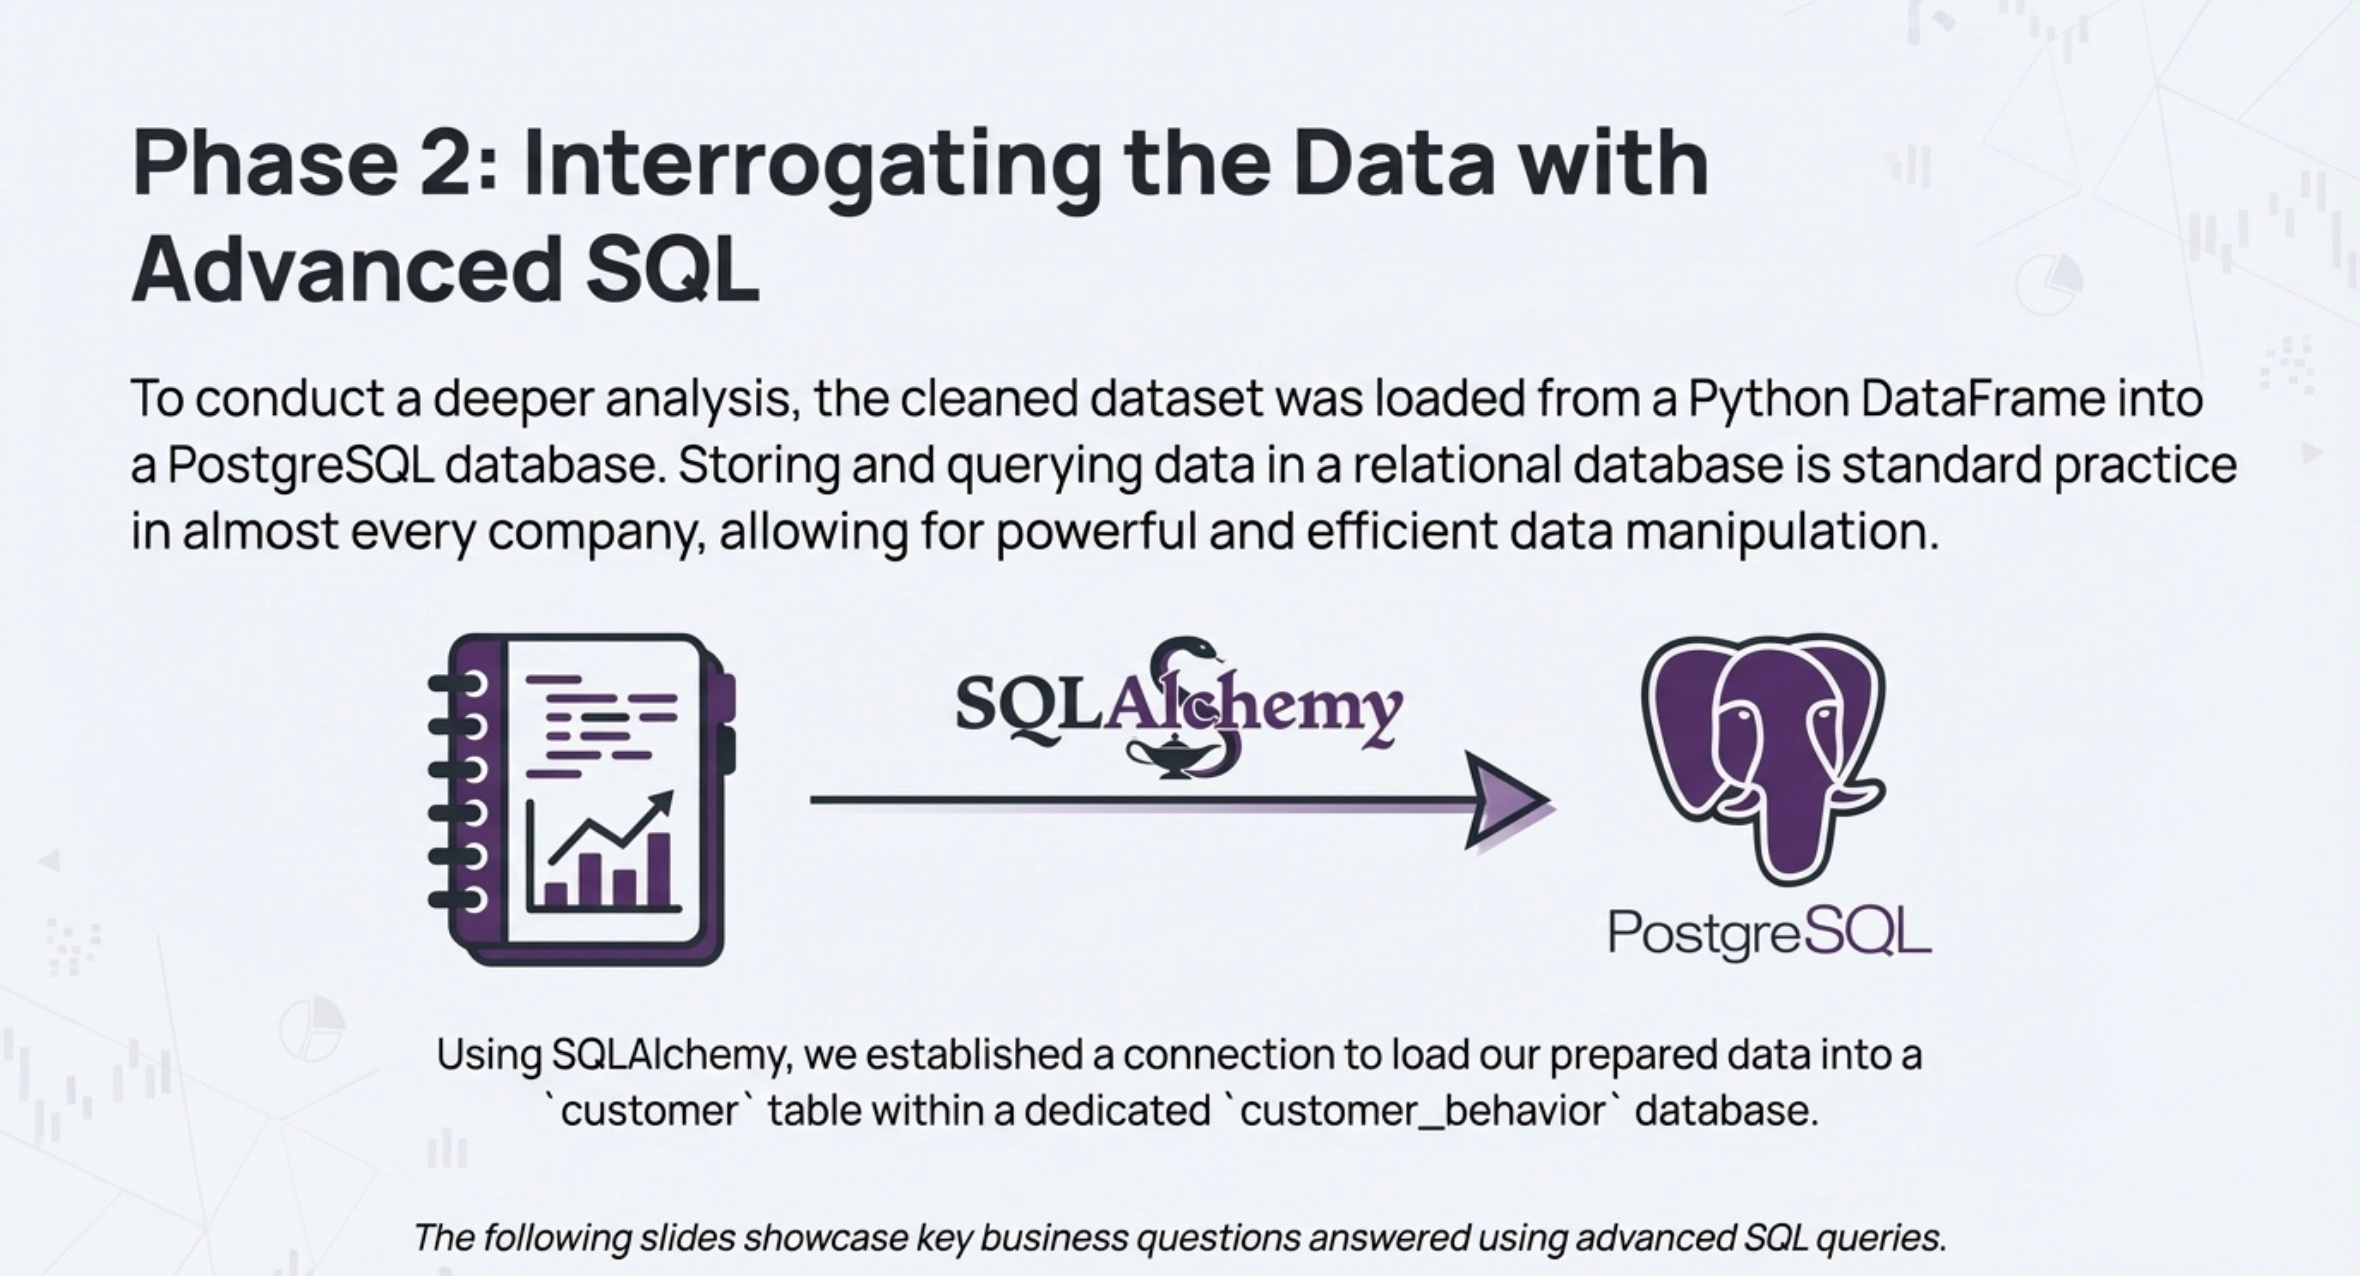 Phase 2: Interrogating the Data with
Advanced SQL
To conduct a deeper analysis, the cleaned dataset was loaded from a Python DataFrame into
a PostgreSQL database. Storing and querying data in a relational database is standard practice
in almost every company, allowing for powerful and efficient data manipulation.
SQLAlchemy
PostgreSQL
Using SQLAlchemy, we established a connection to load our prepared data into a
`customer` table within a dedicated `customer_behavior` database.
The following slides showcase key business questions answered using advanced SQL queries.